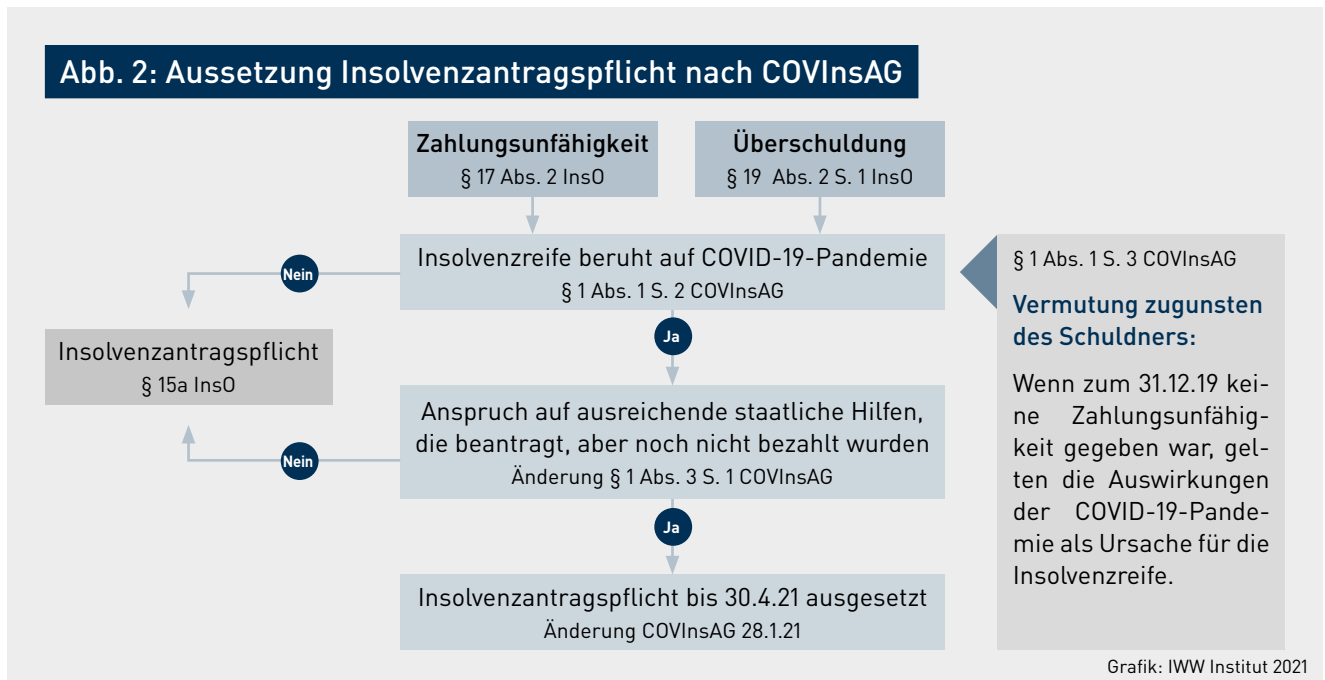 Abb. 2: Aussetzung Insolvenzantragspflicht nach COVInsAG
Zahlungsunfähigkeit
§ 17 Abs. 2 InsO
Überschuldung
§ 19 Abs. 2 S. 1 InsO
Insolvenzreife beruht auf COVID-19-Pandemie
§ 1 Abs. 1 S. 2 COVInsAG
Nein
Ja
Insolvenzantragspflicht
§ 15a InsO
Anspruch auf ausreichende staatliche Hilfen,
die beantragt, aber noch nicht bezahlt wurden
Änderung § 1 Abs. 3 S. 1 COVInsAG
Nein
Ja
Insolvenzantragspflicht bis 30.4.21 ausgesetzt
Änderung COVInsAG 28.1.21
§ 1 Abs. 1 S. 3 COVInsAG
Vermutung zugunsten
des Schuldners:
Wenn zum 31.12.19 kei-
ne Zahlungsunfähig-
keit gegeben war, gel-
ten die Auswirkungen
der COVID-19-Pande-
mie als Ursache für die
Insolvenzreife.
Grafik: IWW Institut 2021